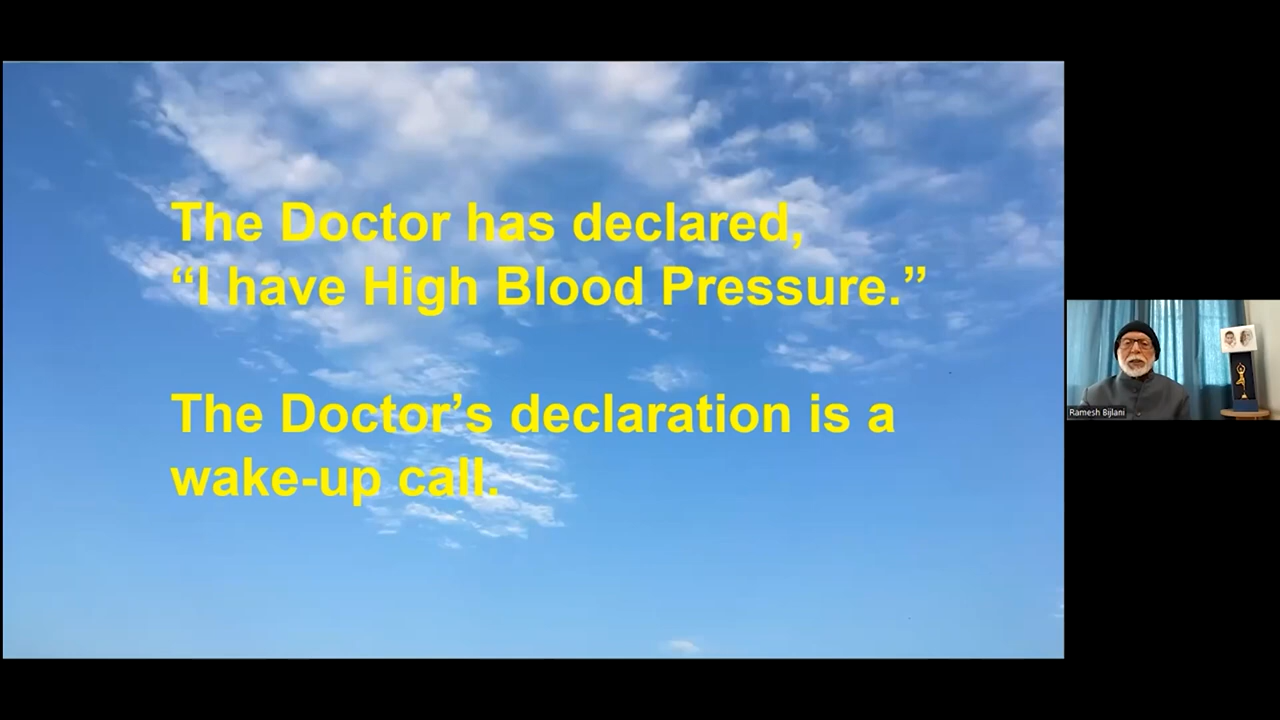 The Doctor has declared,
“I have High Blood Pressure.”
The Doctor’s declaration is a
wake-up call.
Ramesh Bijlani